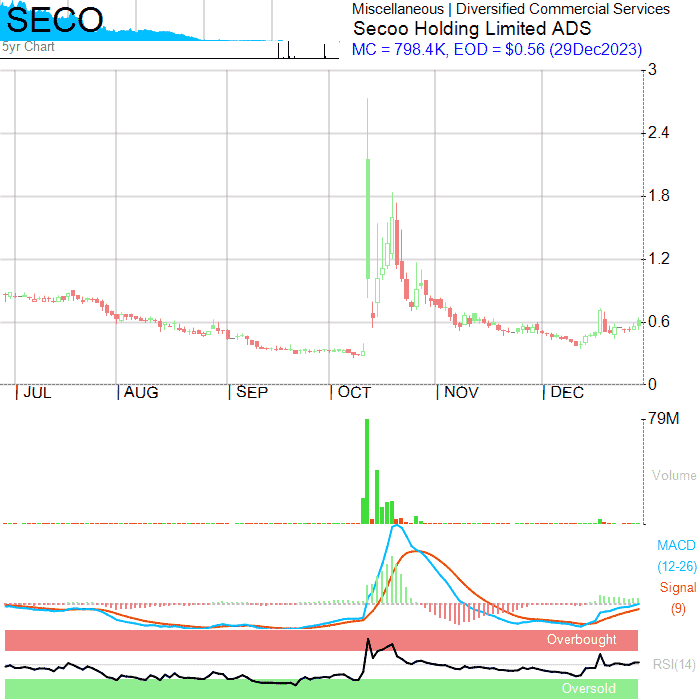 SECO
5yr Chart
Miscellaneous | Diversified Commercial Services
Secoo Holding Limited ADS
MC = 798.4K, EOD = $0.56 (29Dec2023)
3
2.4
1.8
1.2
0.6
0
JUL AUG SEP OCT NOV DEC
79M
Volume
MACD
(12-26)
Signal
(9)
Overbought
RSI(14)
Oversold